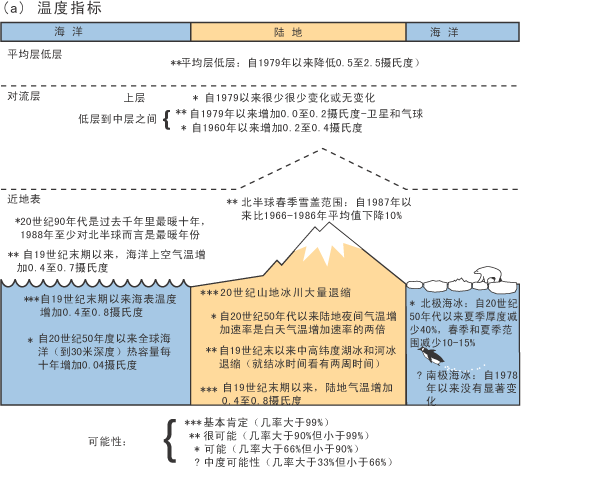 (a) 温度指标
海 洋
陆 地
海 洋
平均层低层
**平均层低层：自1979年以来降低0.5至2.5摄氏度）
对流层
上层
* 自1979以来很少很少变化或无变化
低层到中层之间
** 自1979年以来增加0.0至0.2摄氏度-卫星和气球
* 自1960年以来增加0.2至0.4摄氏度
近地表
*20世纪90年代是过去千年里最暖十年，
1988年至少对北半球而言是最暖年份
** 自19世纪末期以来，海洋上空气温增
加0.4至0.7摄氏度
** 北半球春季雪盖范围：自1987年以
来比1966-1986年平均值下降10%
***自19世纪末期以来海表温度
增加0.4至0.8摄氏度
* 自20世纪50年度以来全球海
洋（到30米深度）热容量每
十年增加0.04摄氏度
***20世纪山地冰川大量退缩
* 自20世纪50年代以来陆地夜间气温增
加速率是白天气温增加速率的两倍
** 自19世纪末以来中高纬度湖冰和河冰
退缩（就结冰时间看有两周时间）
*** 自19世纪末期以来，陆地气温增加
0.4至0.8摄氏度
* 北极海冰：自20世纪
50年代以来夏季厚度减
少40%，春季和夏季范
围减少10-15%
? 南极海冰：自1978
年以来没有显著变
化
可能性：
*** 基本肯定（几率大于99%）
** 很可能（几率大于90%但小于99%）
* 可能（几率大于66%但小于90%）
? 中度可能性（几率大于33%但小于66%）